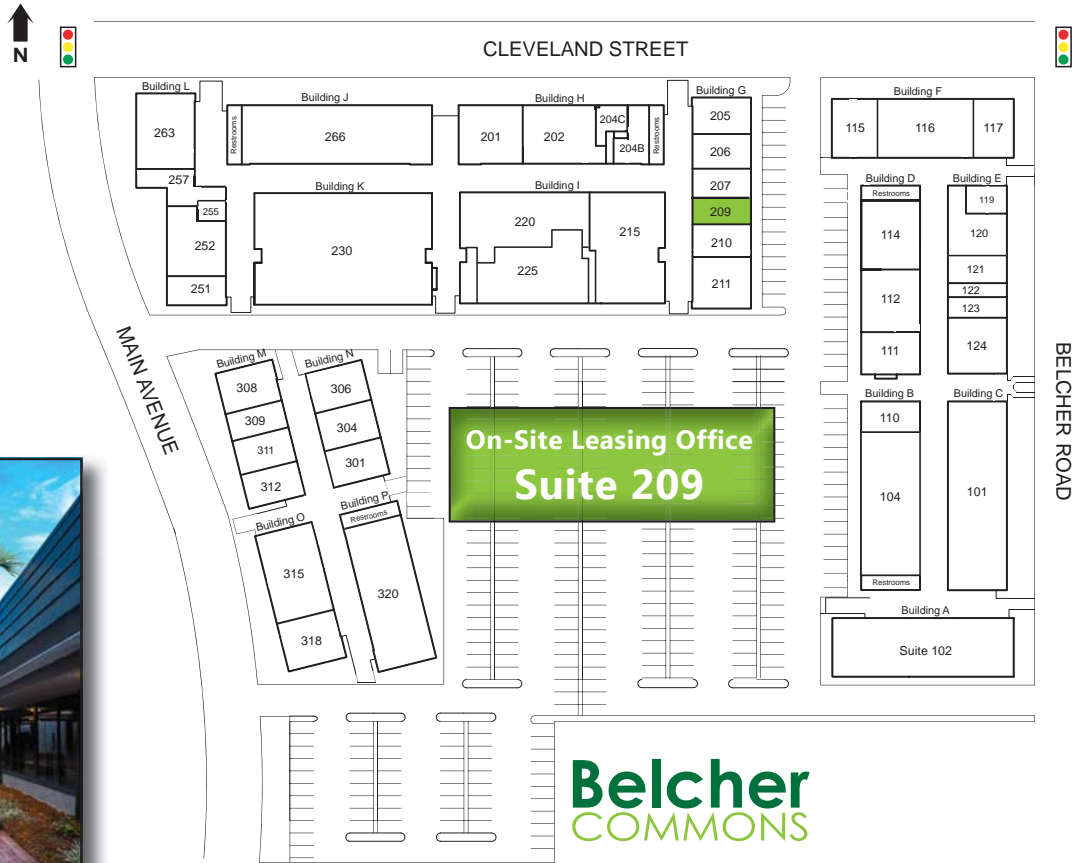 N
CLEVELAND STREET
Building L
263
257
255
252
251
Building J
Restrooms
266
Building H
201
202
204C
204B
Restrooms
Building G
205
206
207
209
210
211
Building K
230
Building I
220
215
225
Building F
115
116
117
Building D
Restrooms
114
112
111
Building E
119
120
121
122
123
124
MAIN AVENUE
BELCHER ROAD
Building M
308
309
311
312
Building N
306
304
301
On-Site Leasing Office
Suite 209
Building B
110
104
Restrooms
Building C
101
Building O
315
318
Building P
Restrooms
320
Building A
Suite 102
Belcher
COMMONS